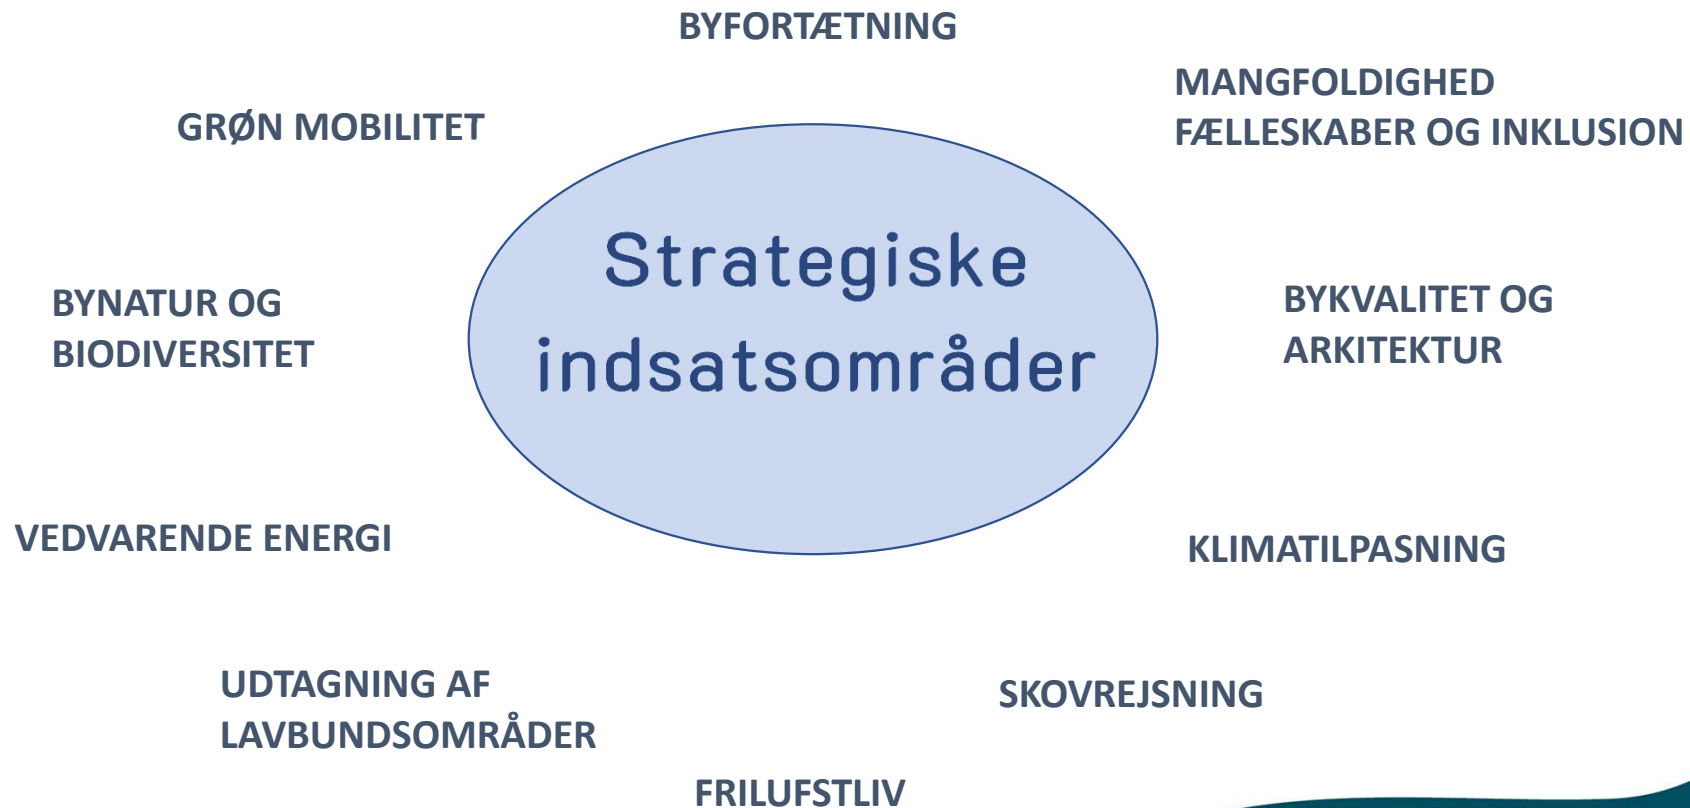 BYFORTÆTNING
MANGFOLDIGHED
FÆLLESKABER OG INKLUSION
GRØN MOBILITET
Strategiske
indsatsområder
BYNATUR OG
BIODIVERSITET
BYKVALITET OG
ARKITEKTUR
VEDVARENDE ENERGI
KLIMATILPASNING
UDTAGNING AF
LAVBUNDSOMRÅDER
SKOVREJSNING
FRILUFSTLIV